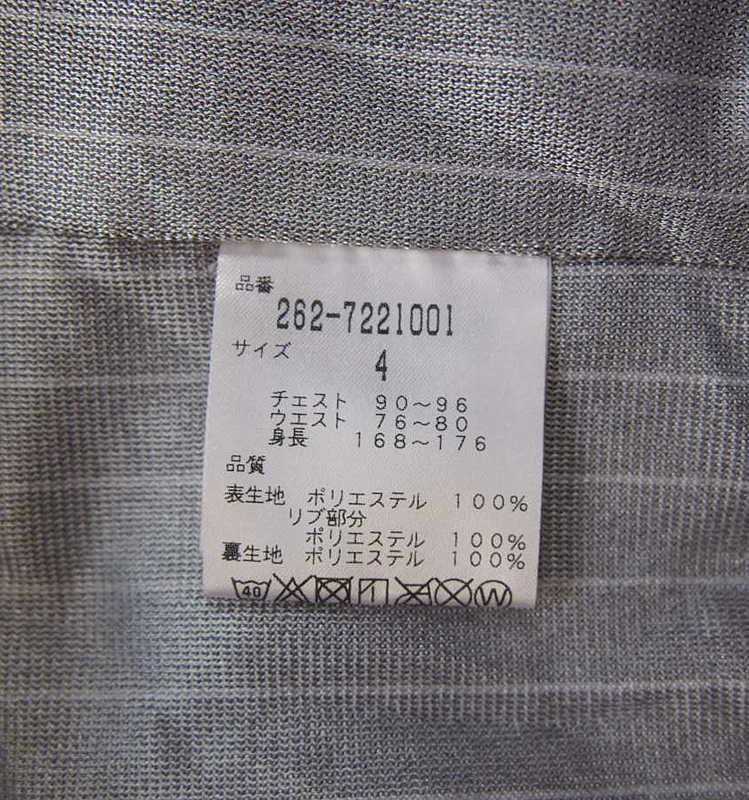 品番
262-7221001
サイズ
4
チェスト 90～96
ウエスト 76～80
身長 168～176
品質
表生地 ポリエステル 100%
リブ部分
ポリエステル 100%
裏生地 ポリエステル 100%
40 W